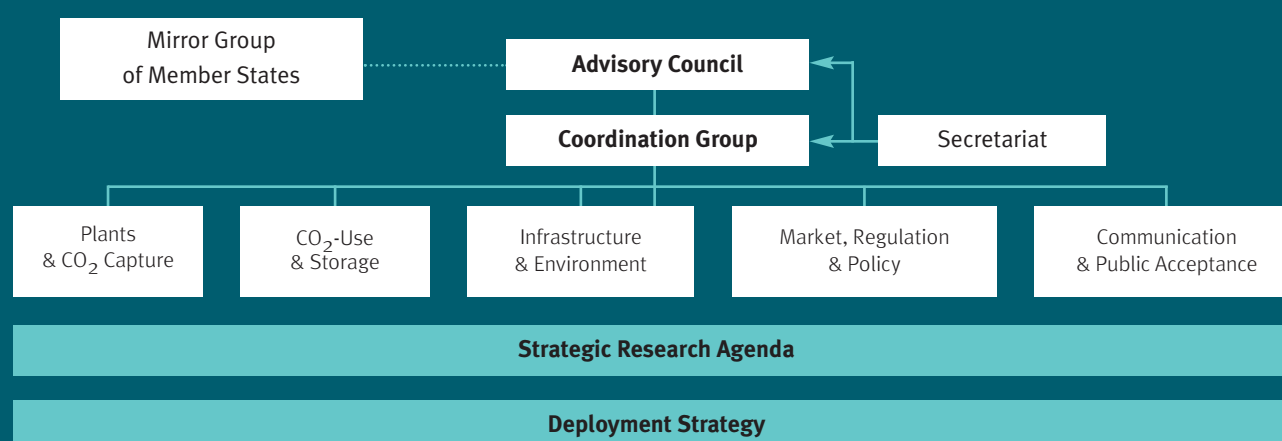 Mirror Group
of Member States
Advisory Council
Coordination Group
Secretariat
Plants
& CO2 Capture
CO2-Use
& Storage
Infrastructure
& Environment
Market, Regulation
& Policy
Communication
& Public Acceptance
Strategic Research Agenda
Deployment Strategy